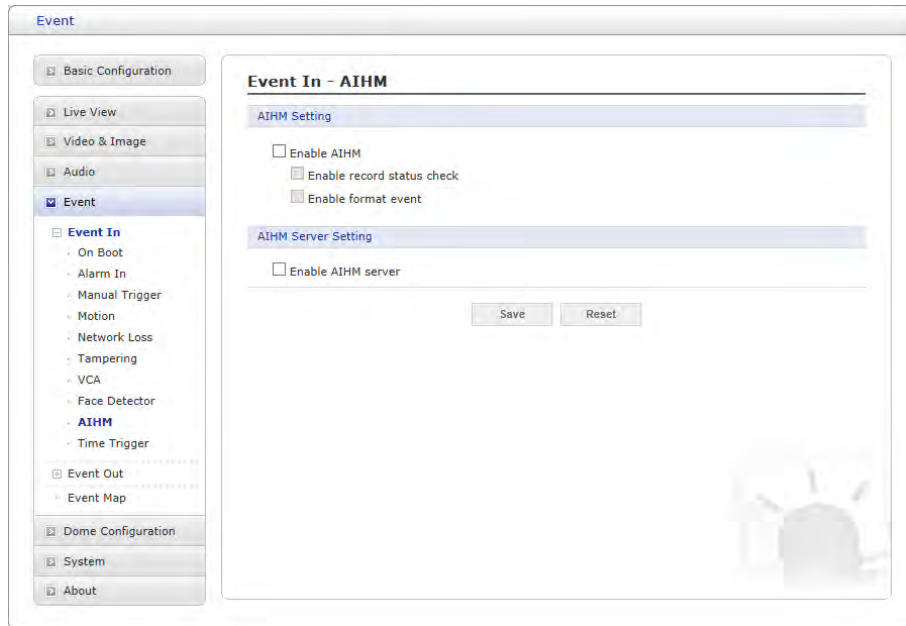 Event
Basic Configuration
Live View
Video & Image
Audio
Event
Event In
On Boot
Alarm In
Manual Trigger
Motion
Network Loss
Tampering
VCA
Face Detector
AIHM
Time Trigger
Event Out
Event Map
Dome Configuration
System
About
Event In - AIHM
AIHM Setting
Enable AIHM
Enable record status check
Enable format event
AIHM Server Setting
Enable AIHM server
Save Reset